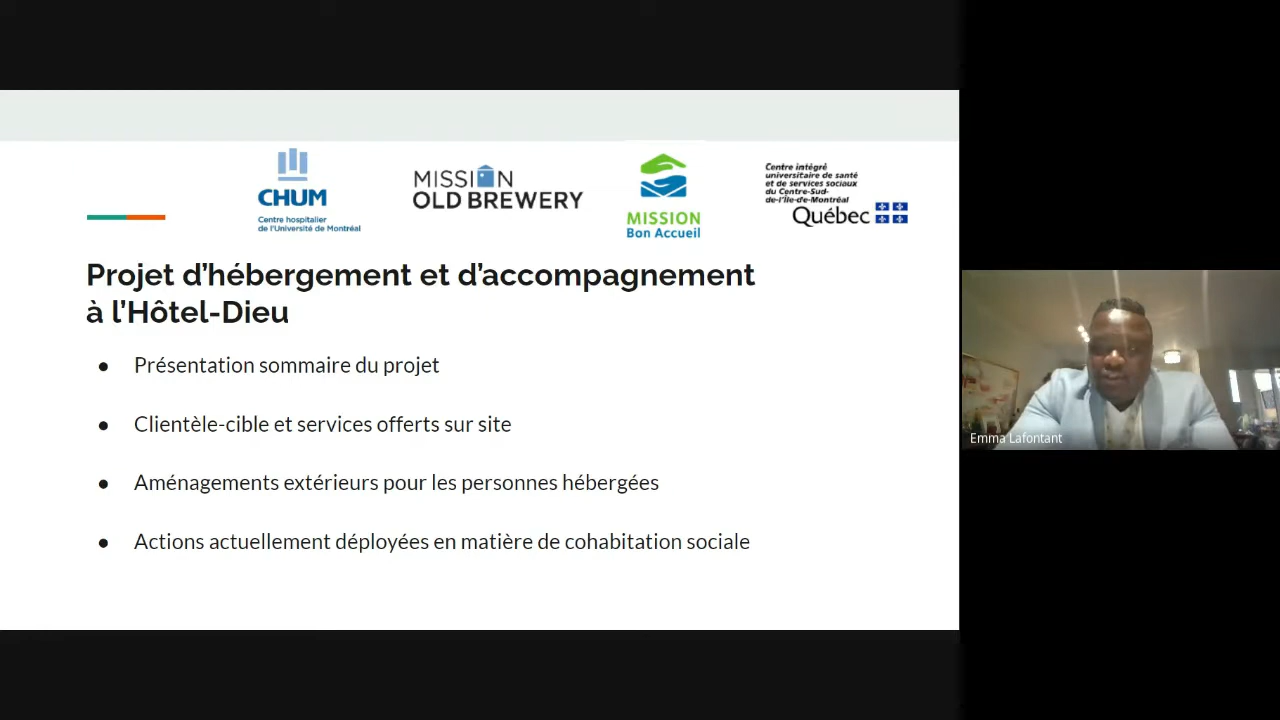 CHUM
Centre hospitalier
de l'Université de Montréal
MISSION
OLD BREWERY
MISSION
Bon Accueil
Centre intégré
universitaire de santé
et de services sociaux
du Centre-Sud-
de-l'Île-de-Montréal
Québec
Projet d'hébergement et d'accompagnement
à l'Hôtel-Dieu
● Présentation sommaire du projet
● Clientèle-cible et services offerts sur site
● Aménagements extérieurs pour les personnes hébergées
● Actions actuellement déployées en matière de cohabitation sociale
Emma Lafontant